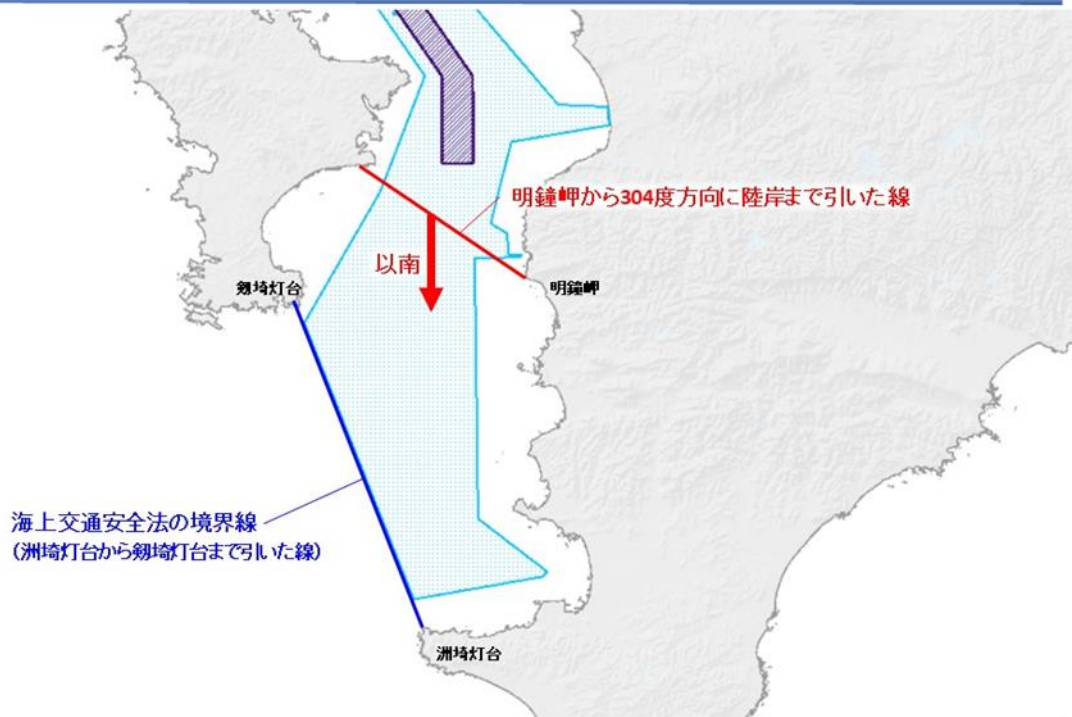 明鐘岬から304度方向に陸岸まで引いた線
以南
剱埼灯台
明鐘岬
海上交通安全法の境界線
(洲埼灯台から剱埼灯台まで引いた線)
洲埼灯台